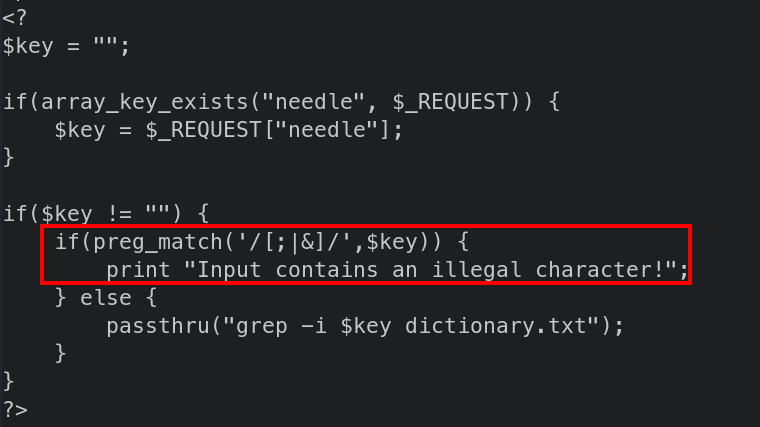 <?
$key = "";
if(array_key_exists("needle", $_REQUEST)) {
    $key = $_REQUEST["needle"];
}
if($key != "") {
    if(preg_match('/[;|&]/',$key)) {
        print "Input contains an illegal character!";
    } else {
        passthru("grep -i $key dictionary.txt");
    }
}
?>